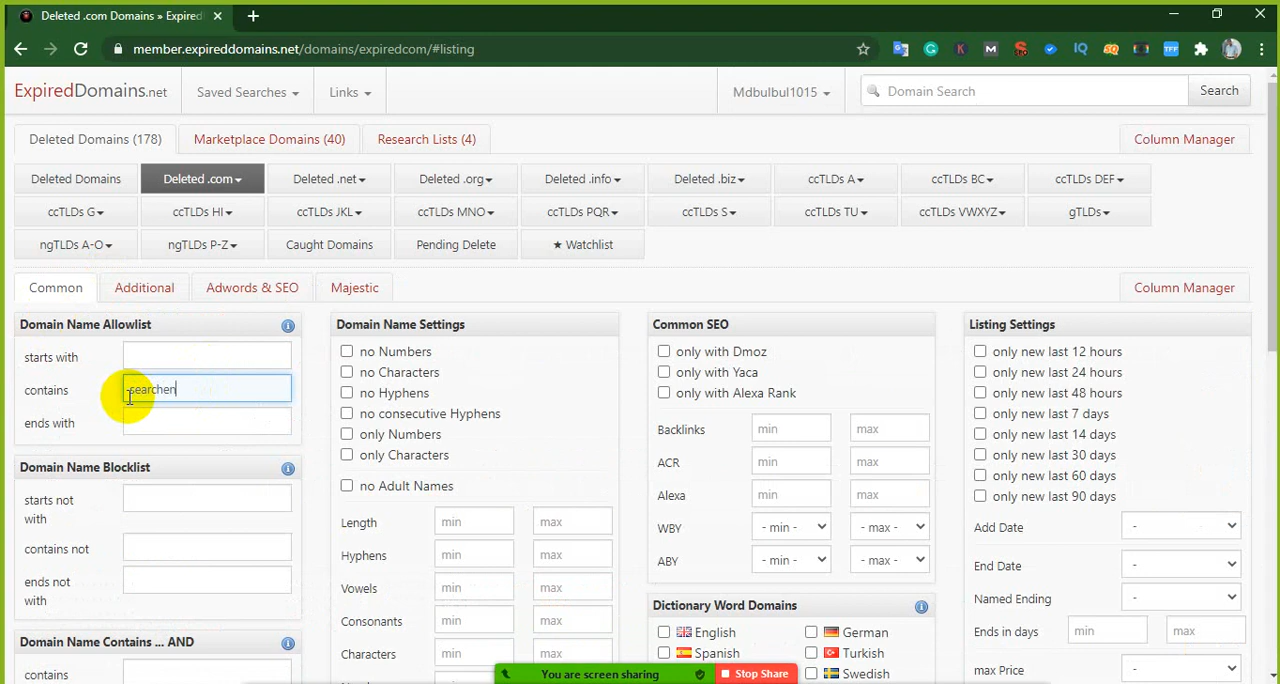 Deleted .com Domains » Expired
member.expireddomains.net/domains/expiredcom/#listing
ExpiredDomains.net
Saved Searches
Links
Mdbulbul1015
Domain Search
Search
Deleted Domains (178)
Marketplace Domains (40)
Research Lists (4)
Column Manager
Deleted Domains
Deleted .com
Deleted .net
Deleted .org
Deleted .info
Deleted .biz
ccTLDs A
ccTLDs BC
ccTLDs DEF
ccTLDs G
ccTLDs HI
ccTLDs JKL
ccTLDs MNO
ccTLDs PQR
ccTLDs S
ccTLDs TU
ccTLDs VWXYZ
gTLDs
ngTLDs A-O
ngTLDs P-Z
Caught Domains
Pending Delete
★ Watchlist
Common
Additional
Adwords & SEO
Majestic
Column Manager
Domain Name Allowlist
starts with
contains
searchen
ends with
Domain Name Blocklist
starts not
with
contains not
ends not
with
Domain Name Contains ... AND
contains
Domain Name Settings
no Numbers
no Characters
no Hyphens
no consecutive Hyphens
only Numbers
only Characters
no Adult Names
Length min max
Hyphens min max
Vowels min max
Consonants min max
Characters min max
Common SEO
only with Dmoz
only with Yaca
only with Alexa Rank
Backlinks min max
ACR min max
Alexa min max
WBY - min - - max -
ABY - min - - max -
Dictionary Word Domains
English German
Spanish Turkish
Swedish
Listing Settings
only new last 12 hours
only new last 24 hours
only new last 48 hours
only new last 7 days
only new last 14 days
only new last 30 days
only new last 60 days
only new last 90 days
Add Date -
End Date -
Named Ending -
Ends in days min max
max Price -
You are screen sharing
Stop Share